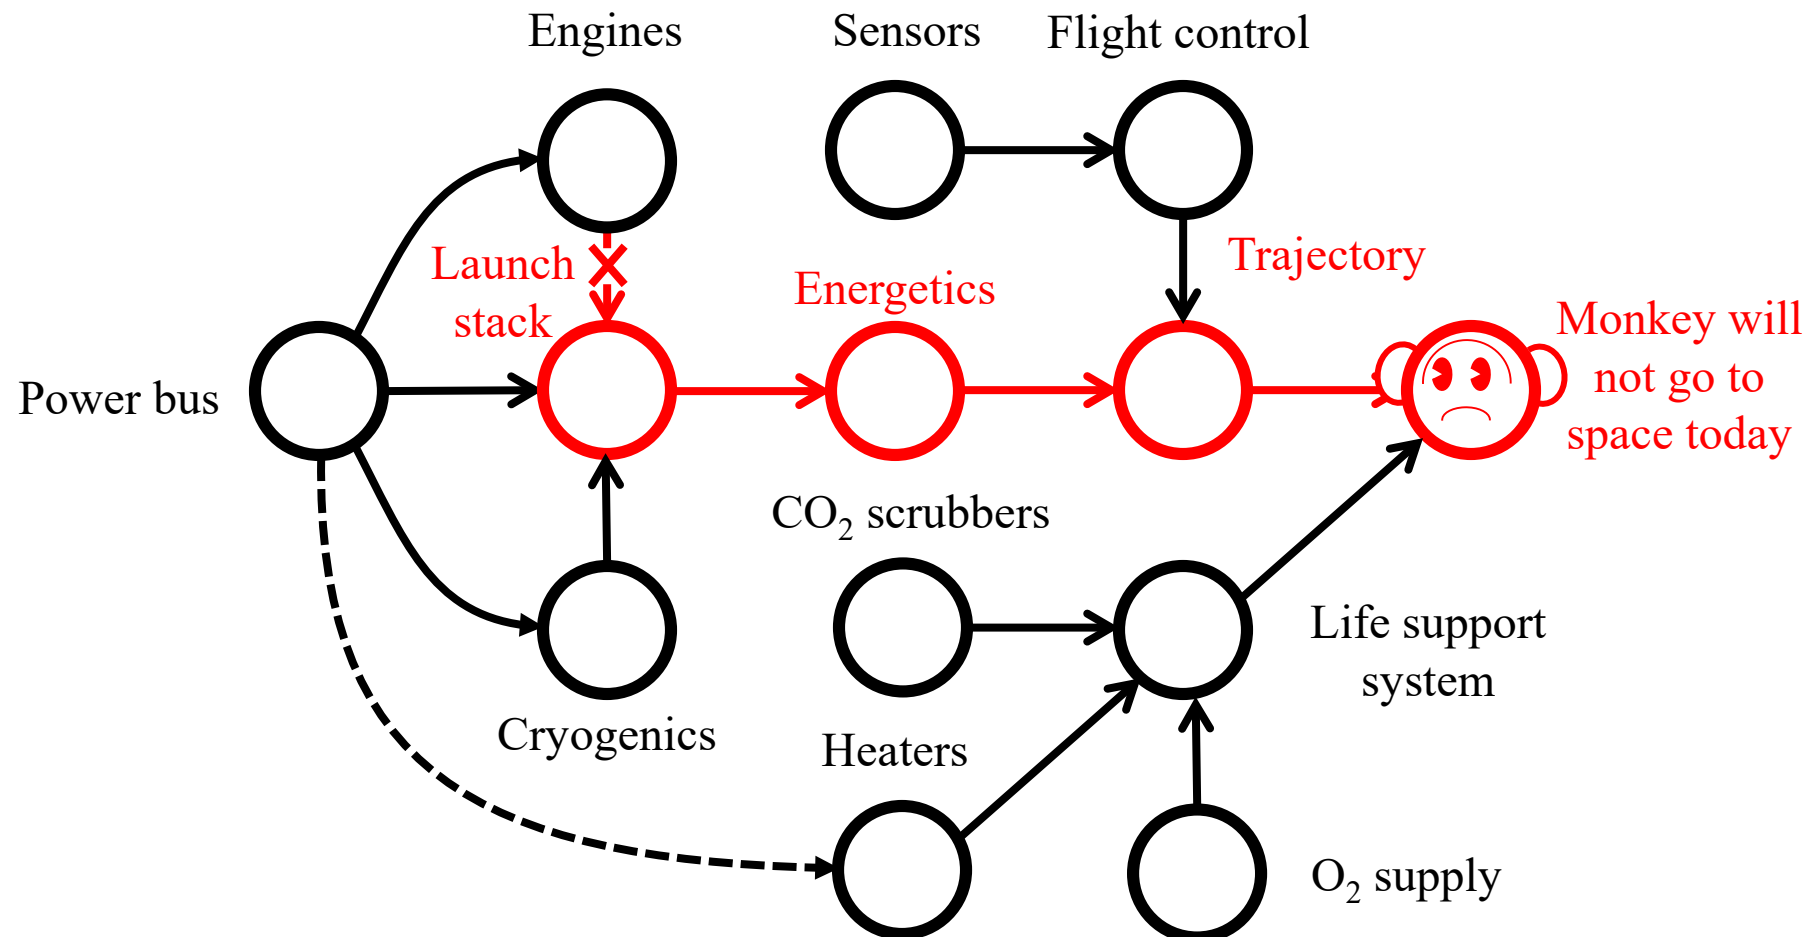 Engines
Sensors
Flight control
Launch
stack
Energetics
Trajectory
Monkey will
not go to
space today
Power bus
CO₂ scrubbers
Life support
system
Cryogenics
Heaters
O₂ supply